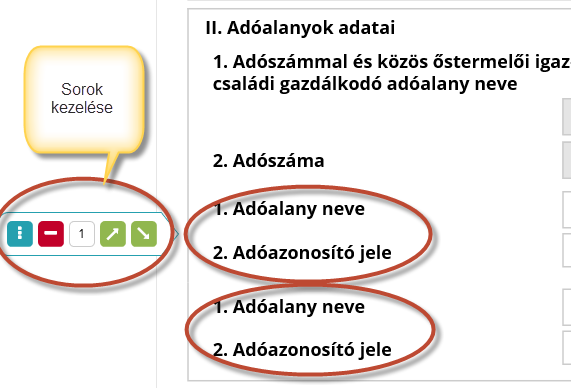 II. Adóalanyok adatai
1. Adószámmal és közös őstermelői igaz
családi gazdálkodó adóalany neve
Sorok
kezelése
2. Adószáma
1. Adóalany neve
1
2. Adóazonosító jele
1. Adóalany neve
2. Adóazonosító jele